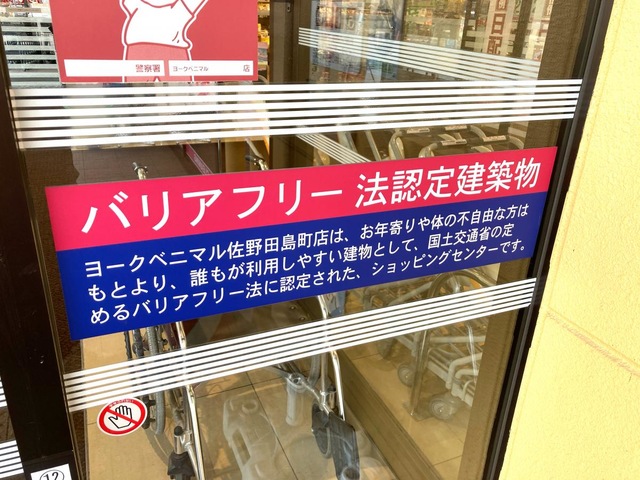 警察署 ヨークベニマル 店
バリアフリー 法認定建築物
ヨークベニマル佐野田島町店は、お年寄りや体の不自由な方は
もとより、誰もが利用しやすい建物として、国土交通省の定
めるバリアフリー法に認定された、ショッピングセンターです。
12